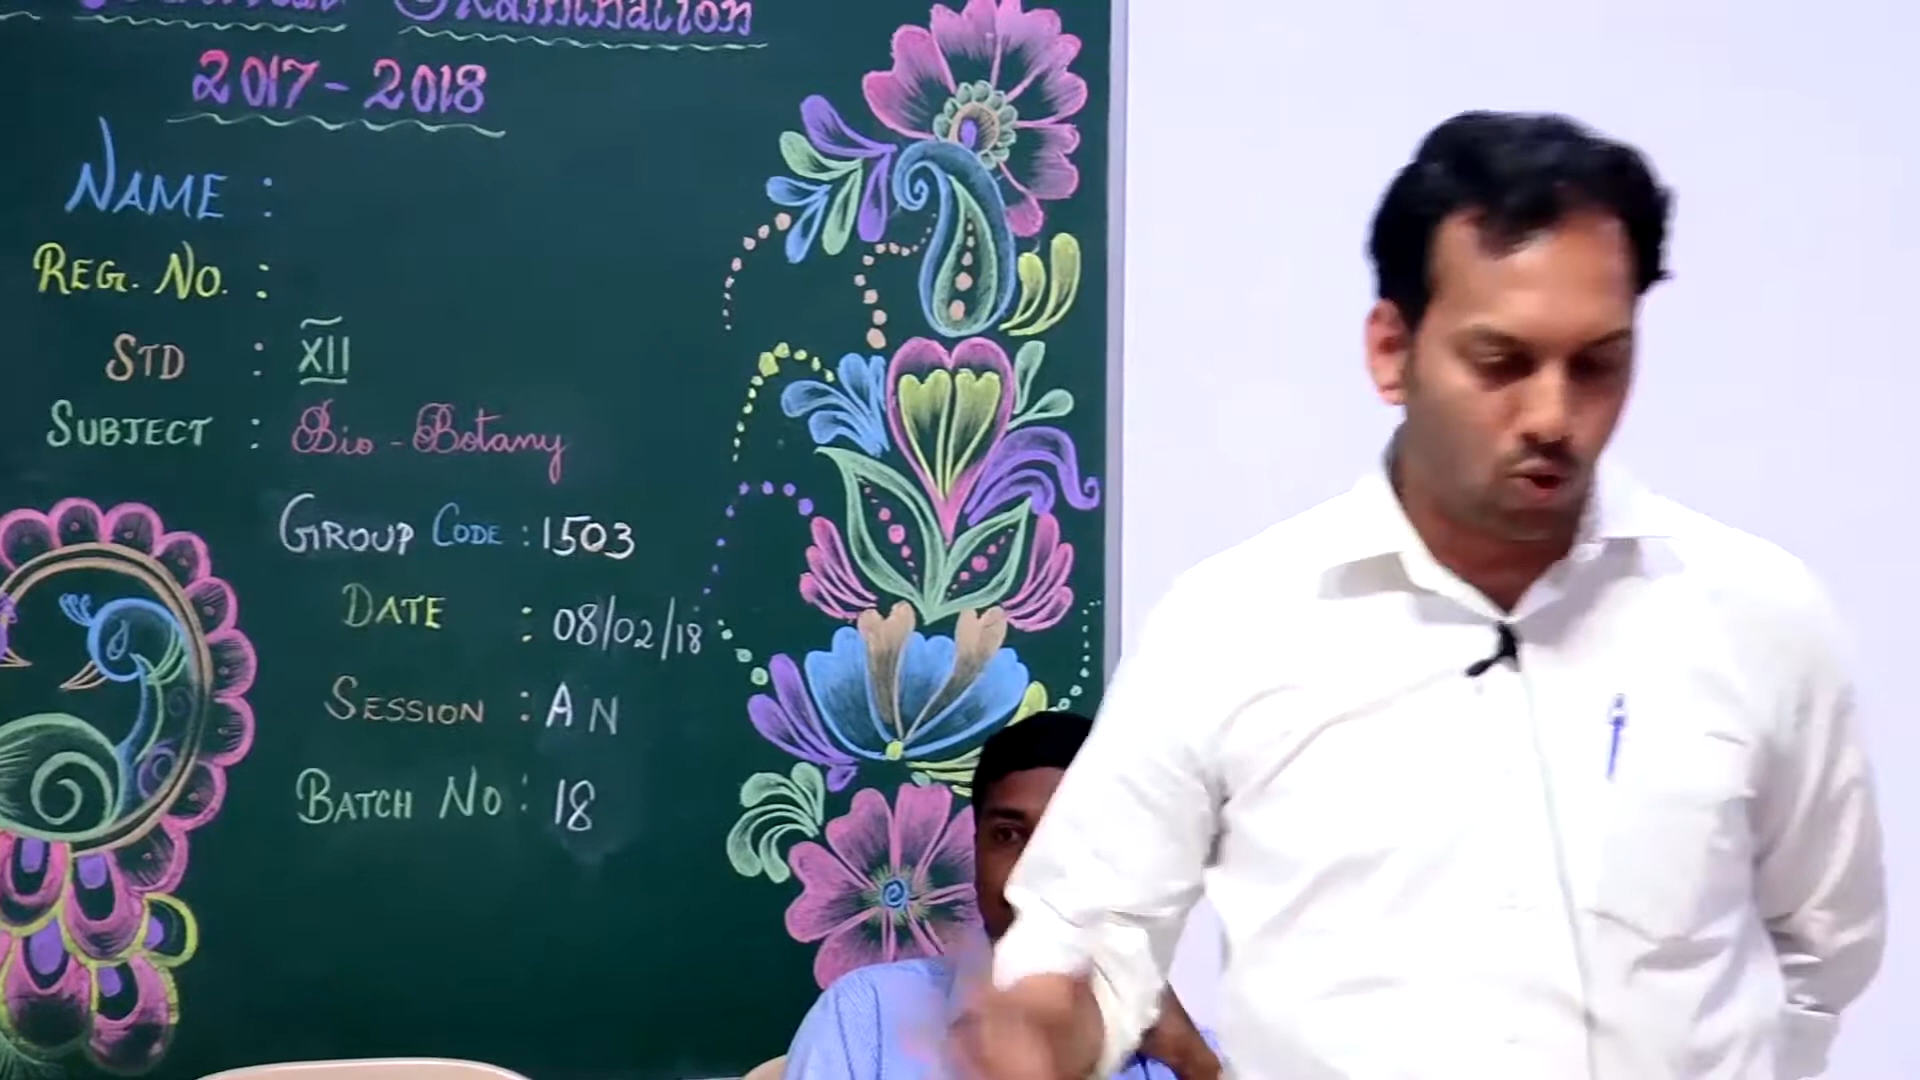 Examination
2017-2018
NAME :
REG. NO. :
STD : XII
SUBJECT : Bio-Botany
GROUP CODE : 1503
DATE : 08/02/18
SESSION : AN
BATCH NO : 18